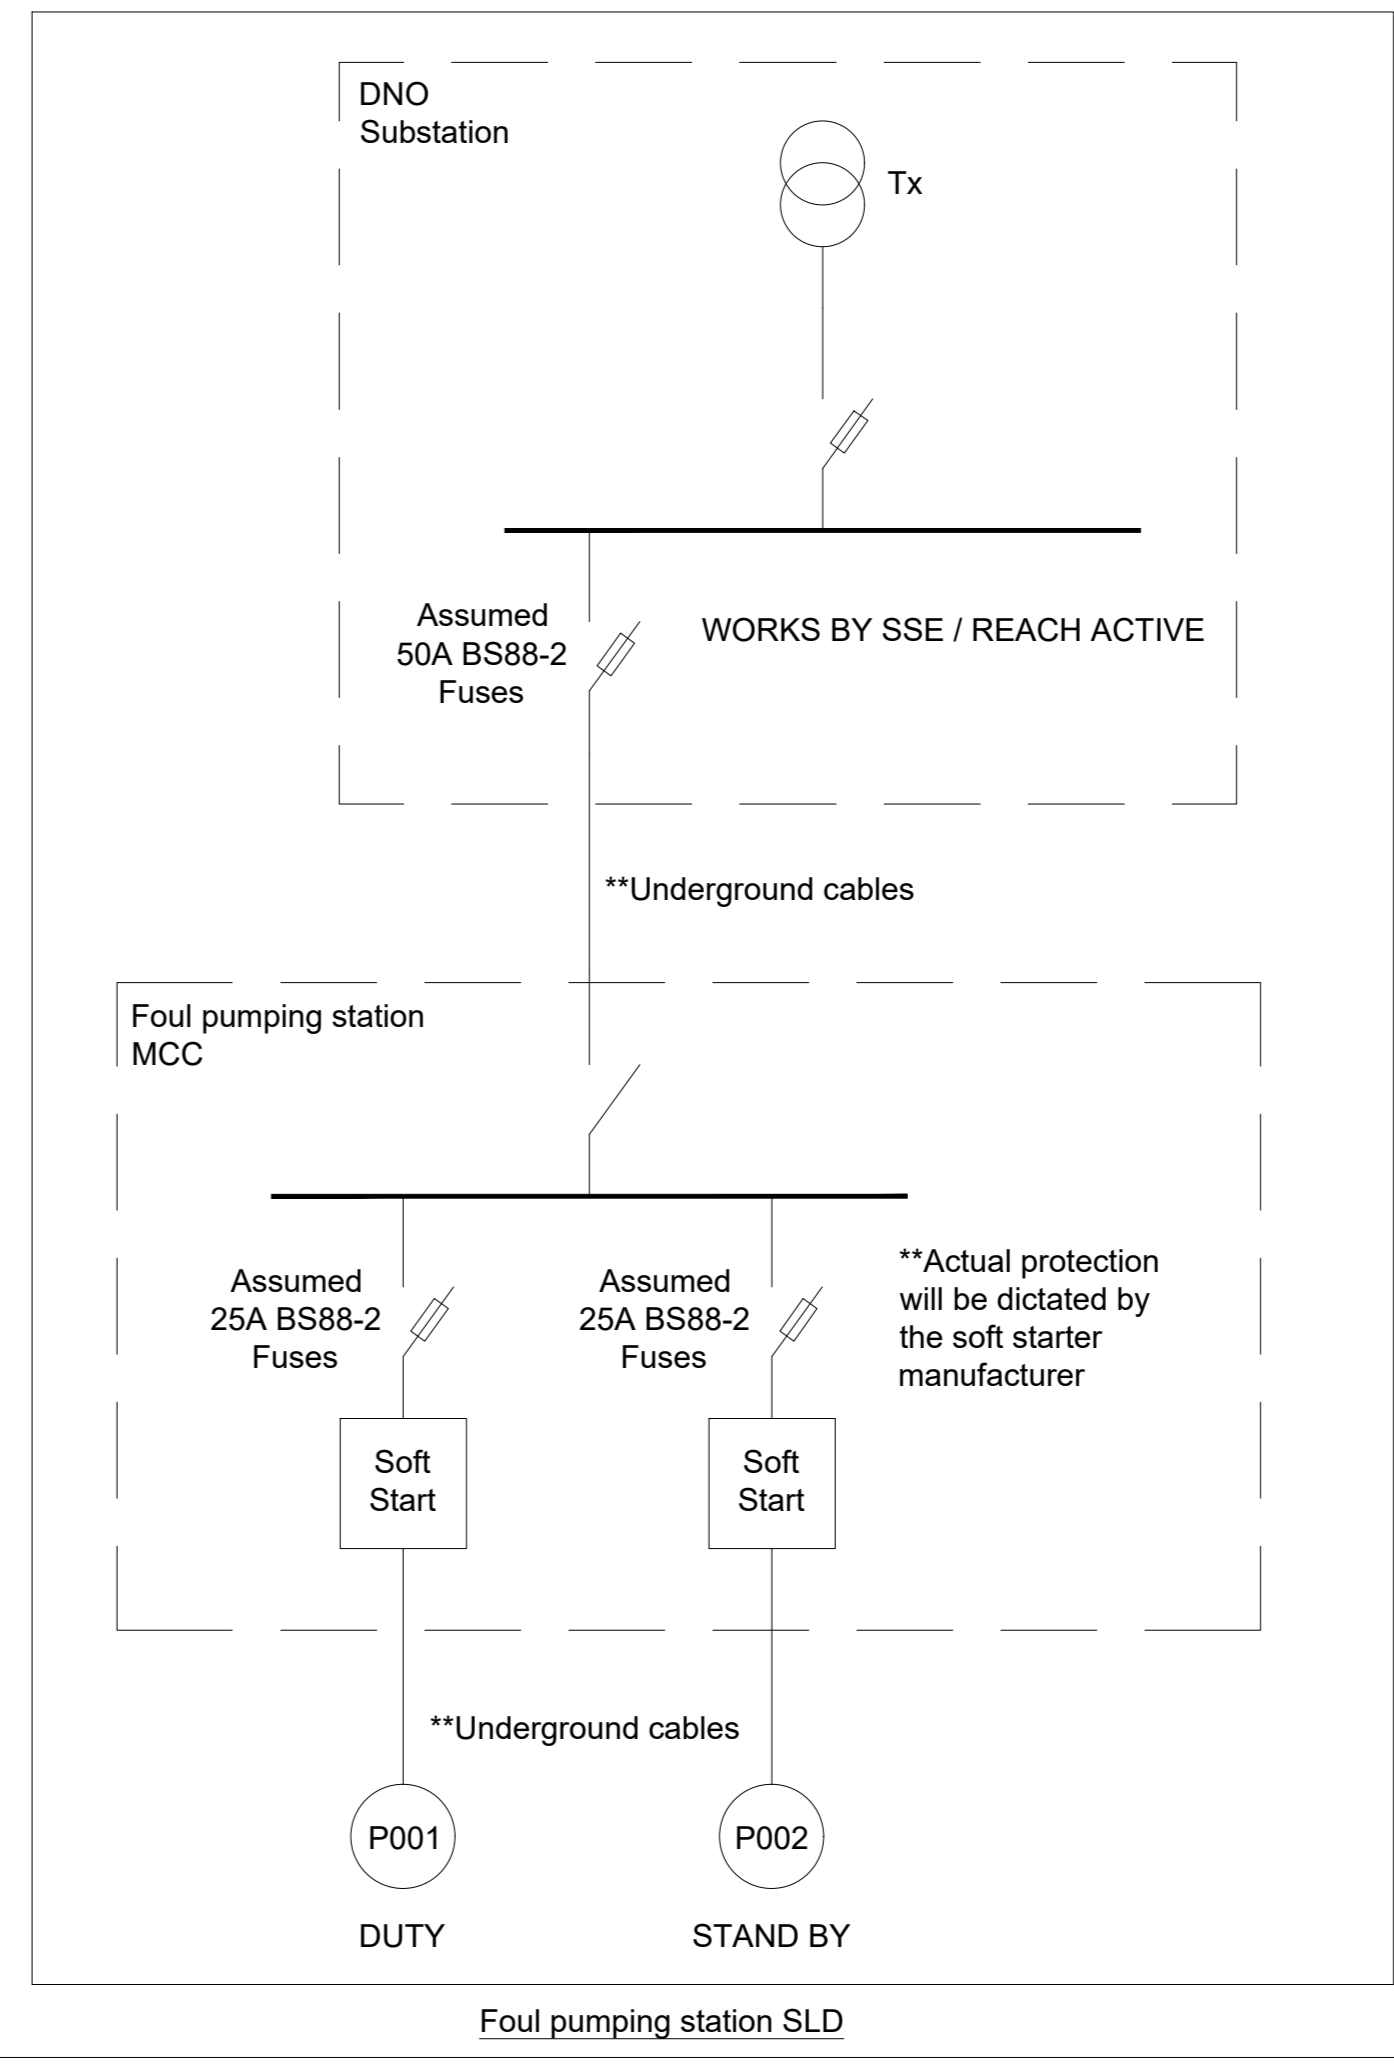 DNO
Substation
Tx
Assumed
50A BS88-2
Fuses
WORKS BY SSE / REACH ACTIVE
**Underground cables
Foul pumping station
MCC
Assumed
25A BS88-2
Fuses
Assumed
25A BS88-2
Fuses
**Actual protection
will be dictated by
the soft starter
manufacturer
Soft
Start
Soft
Start
**Underground cables
P001
P002
DUTY
STAND BY
Foul pumping station SLD